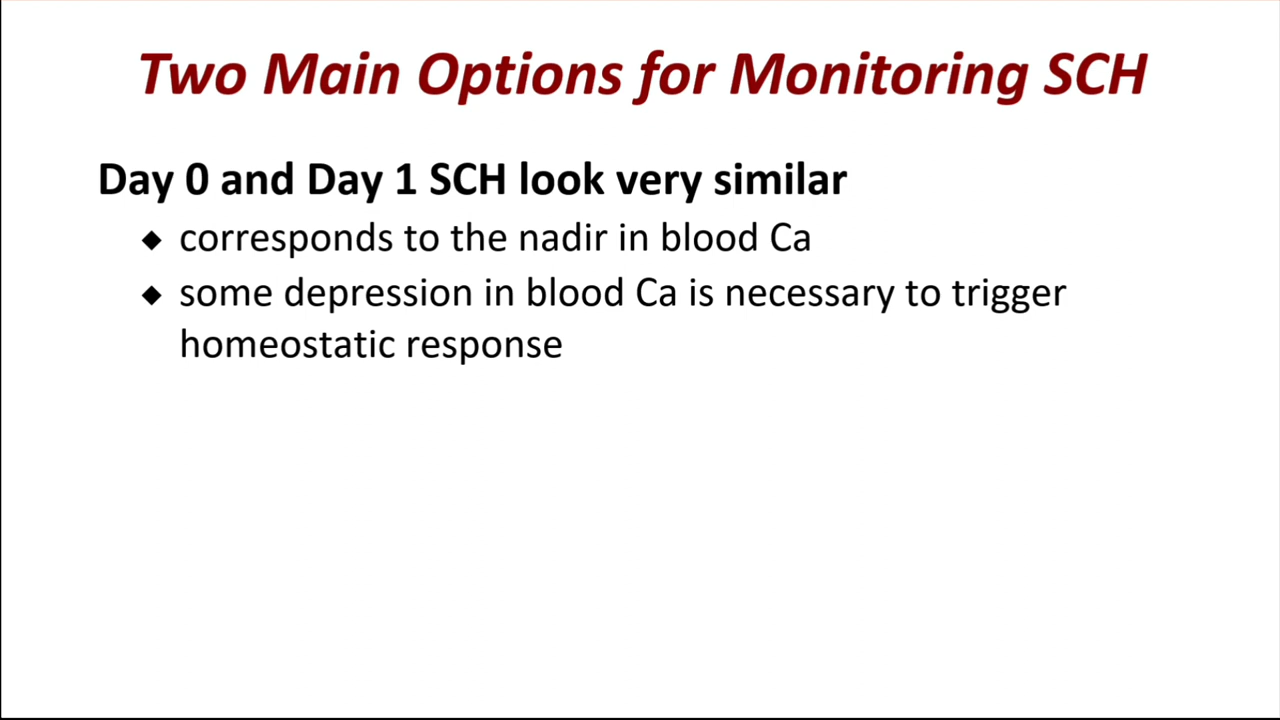 Two Main Options for Monitoring SCH
Day 0 and Day 1 SCH look very similar
◆ corresponds to the nadir in blood Ca
◆ some depression in blood Ca is necessary to trigger
homeostatic response